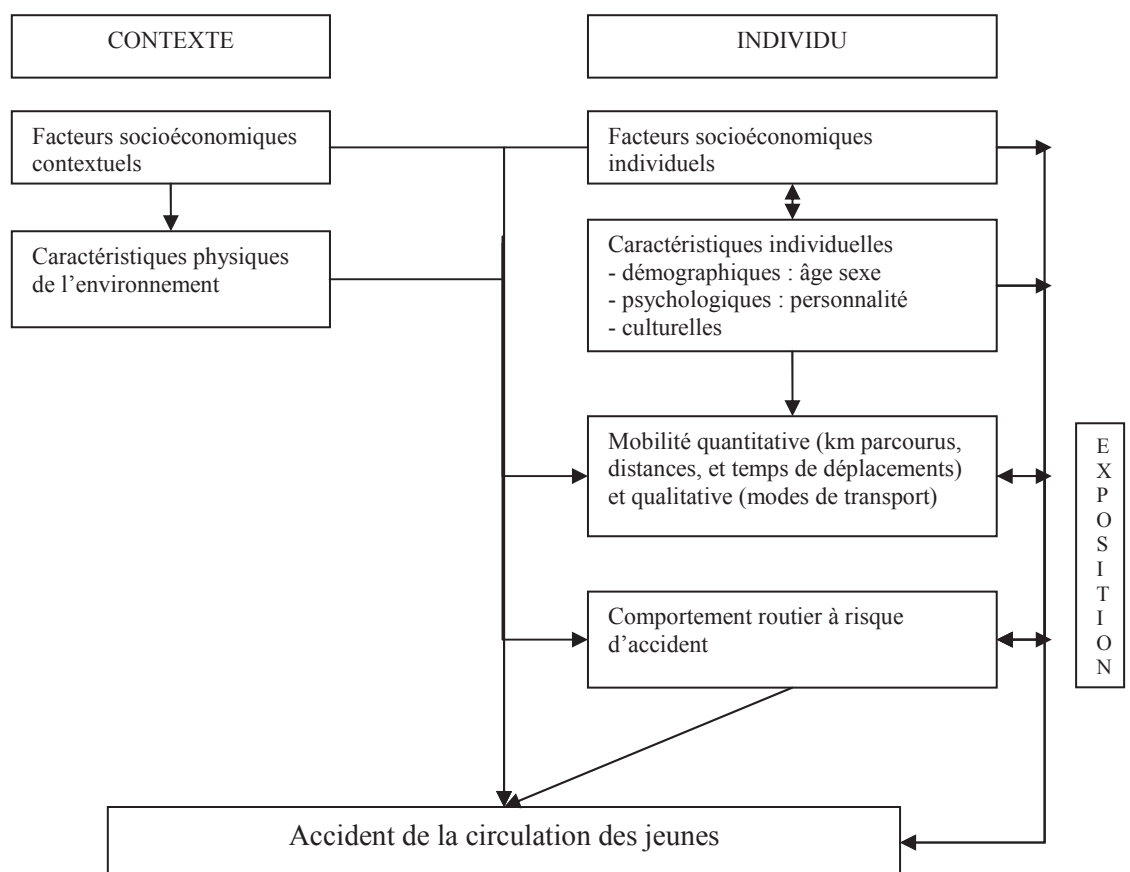 CONTEXTE
INDIVIDU
Facteurs socioéconomiques
contextuels
Facteurs socioéconomiques
individuels
Caractéristiques physiques
de l’environnement
Caractéristiques individuelles
- démographiques : âge sexe
- psychologiques : personnalité
- culturelles
Mobilité quantitative (km parcourus,
distances, et temps de déplacements)
et qualitative (modes de transport)
Comportement routier à risque
d’accident
E
X
P
O
S
I
T
I
O
N
Accident de la circulation des jeunes